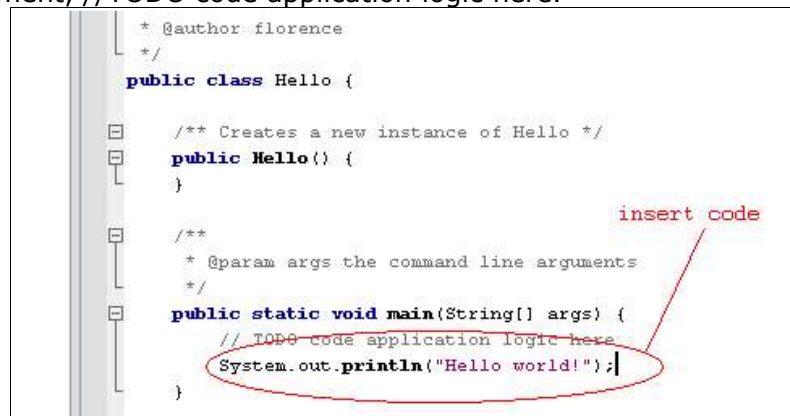 //TODO code application logic here.
* @author florence
*/
public class Hello {
/** Creates a new instance of Hello */
public Hello() {
}
insert code
/**
* @param args the command line arguments
*/
public static void main(String[] args) {
// TODO code application logic here
System.out.println("Hello world!");
}